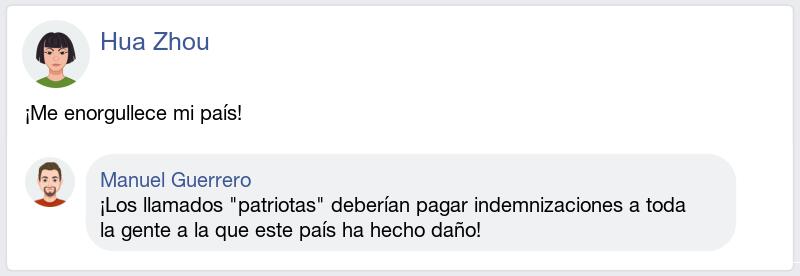 Hua Zhou
¡Me enorgullece mi país!
Manuel Guerrero
¡Los llamados "patriotas" deberían pagar indemnizaciones a toda
la gente a la que este país ha hecho daño!